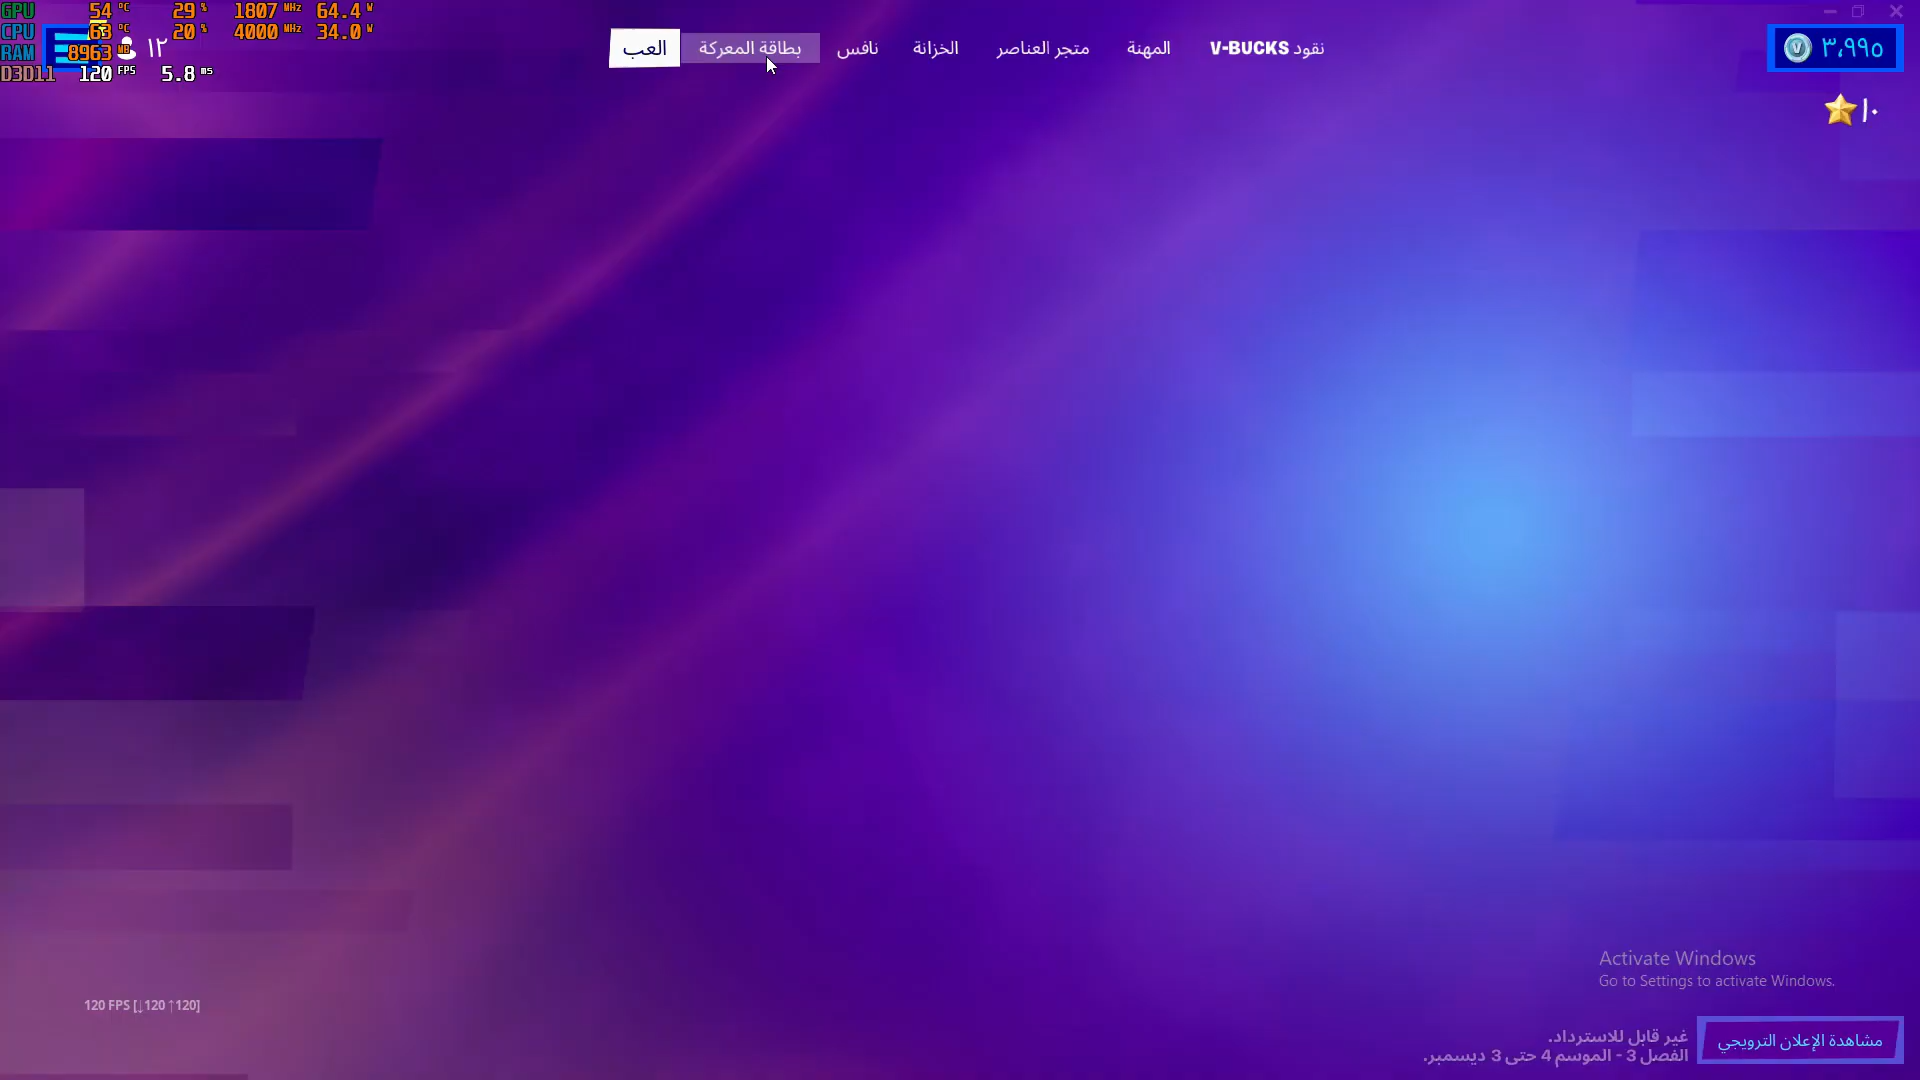 GPU 54 °C 29 % 1807 MHz 64.4 W
CPU 63 °C 20 % 4000 MHz 34.0 W
RAM 8963 MB
D3D11 120 FPS 5.8 ms
١٢
العب
بطاقة المعركة
نافس
الخزانة
متجر العناصر
المهنة
نقود V-BUCKS
٣،٩٩٥
١٠
120 FPS [↓120 ↑120]
Activate Windows
Go to Settings to activate Windows.
غير قابل للاسترداد.
الفصل 3 - الموسم 4 حتى 3 ديسمبر.
مشاهدة الإعلان الترويجي